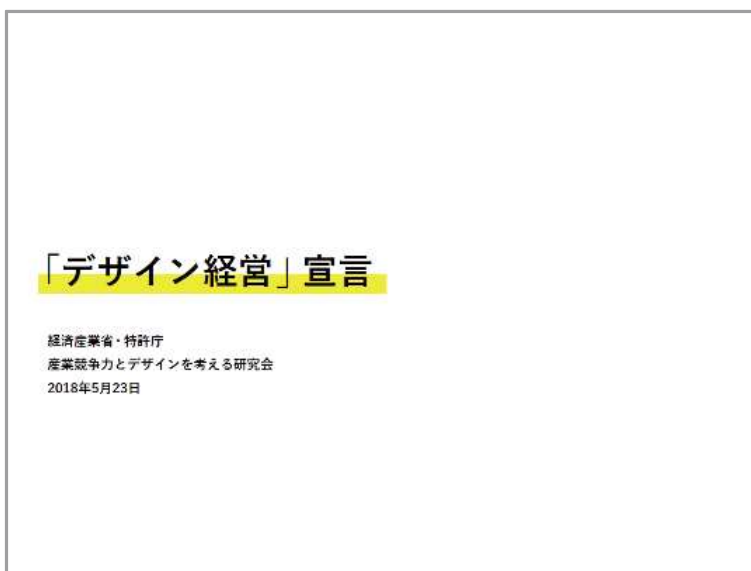 「デザイン経営」宣言
経済産業省・特許庁
産業競争力とデザインを考える研究会
2018年5月23日